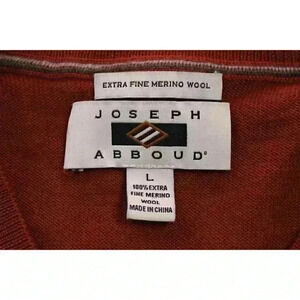 EXTRA FINE MERINO WOOL
JOSEPH
ABBOUD®
L
100% EXTRA
FINE MERINO
WOOL
MADE IN CHINA